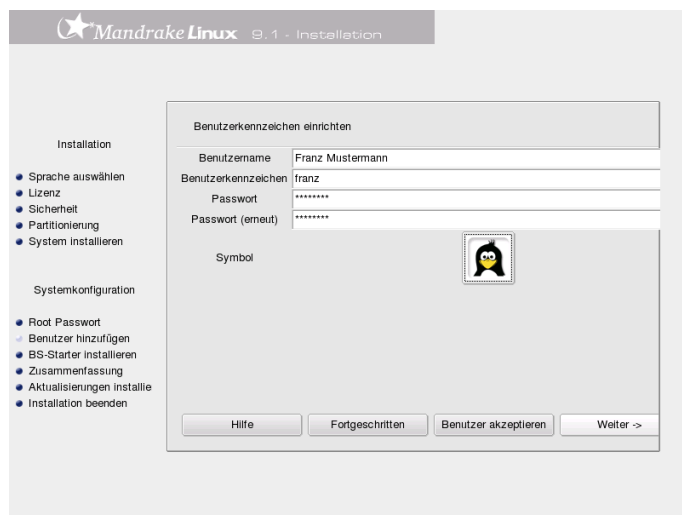 Mandrake Linux 9.1 - Installation
Installation
Sprache auswählen
Lizenz
Sicherheit
Partitionierung
System installieren
Systemkonfiguration
Root Passwort
Benutzer hinzufügen
BS-Starter installieren
Zusammenfassung
Aktualisierungen installie
Installation beenden
Benutzerkennzeichen einrichten
Benutzername Franz Mustermann
Benutzerkennzeichen franz
Passwort ********
Passwort (erneut) ********
Symbol
Hilfe Fortgeschritten Benutzer akzeptieren Weiter ->